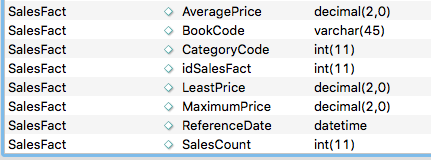 SalesFact AveragePrice decimal(2,0)
SalesFact BookCode varchar(45)
SalesFact CategoryCode int(11)
SalesFact idSalesFact int(11)
SalesFact LeastPrice decimal(2,0)
SalesFact MaximumPrice decimal(2,0)
SalesFact ReferenceDate datetime
SalesFact SalesCount int(11)